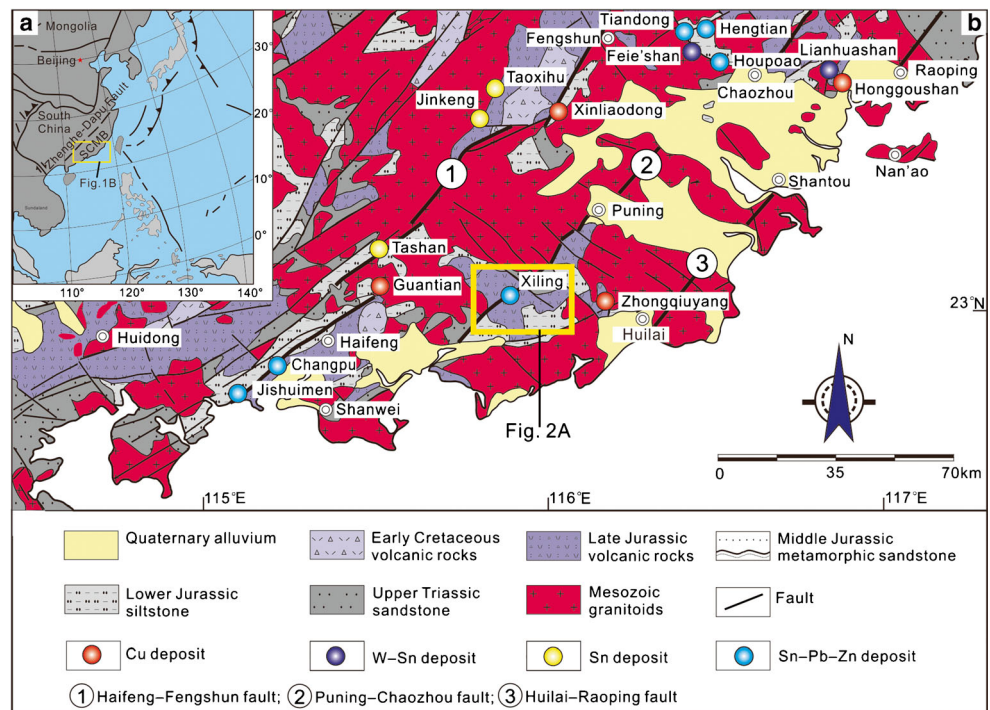 a
Mongolia
Beijing
South
China
Zhenghe-Dapu fault
SCMB
Fig.1B
Sundaland
30°
20°
10°
0°
110°
120°
130°
140°
b
Tiandong
Hengtian
Fengshun
Feie'shan
Houpoao
Lianhuashan
Chaozhou
Raoping
Honggoushan
Taoxihu
Jinkeng
Xinliaodong
1
2
Nan'ao
Shantou
Puning
3
Tashan
Guantian
Xiling
Zhongqiuyang
23°N
Huilai
Huidong
Haifeng
Changpu
Jishuimen
Shanwei
Fig. 2A
N
0 35 70km
115°E 116°E 117°E
Quaternary alluvium
Early Cretaceous
volcanic rocks
Late Jurassic
volcanic rocks
Middle Jurassic
metamorphic sandstone
Lower Jurassic
siltstone
Upper Triassic
sandstone
Mesozoic
granitoids
Fault
Cu deposit
W–Sn deposit
Sn deposit
Sn–Pb–Zn deposit
1 Haifeng–Fengshun fault; 2 Puning–Chaozhou fault; 3 Huilai–Raoping fault